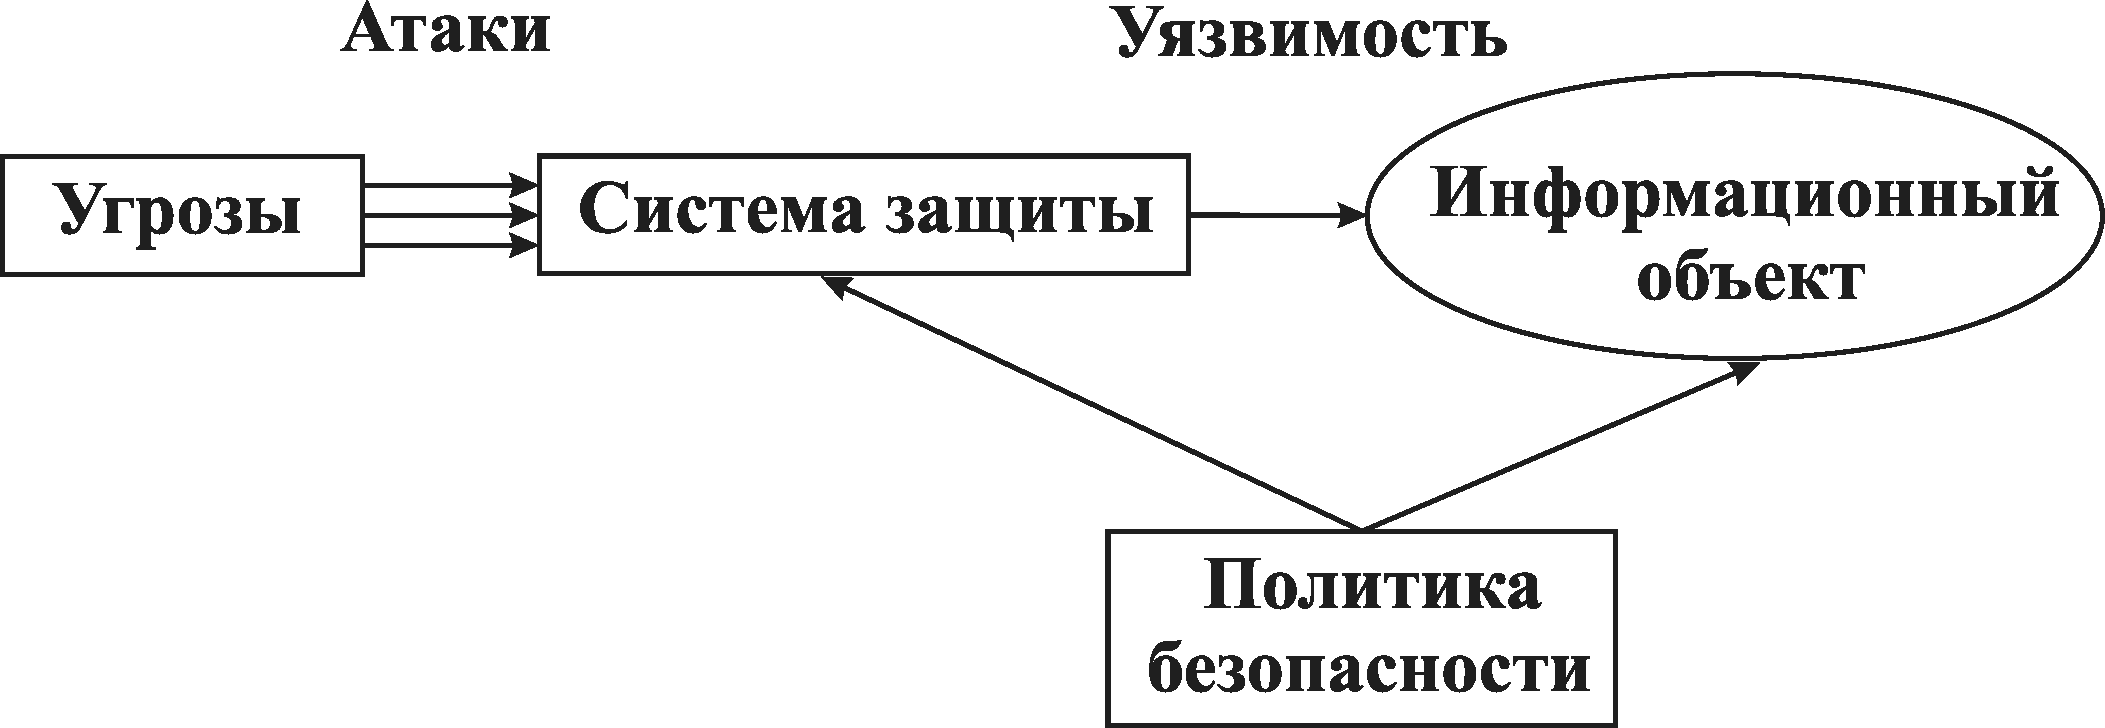 Атаки
Уязвимость
Угрозы
Система защиты
Информационный
объект
Политика
безопасности